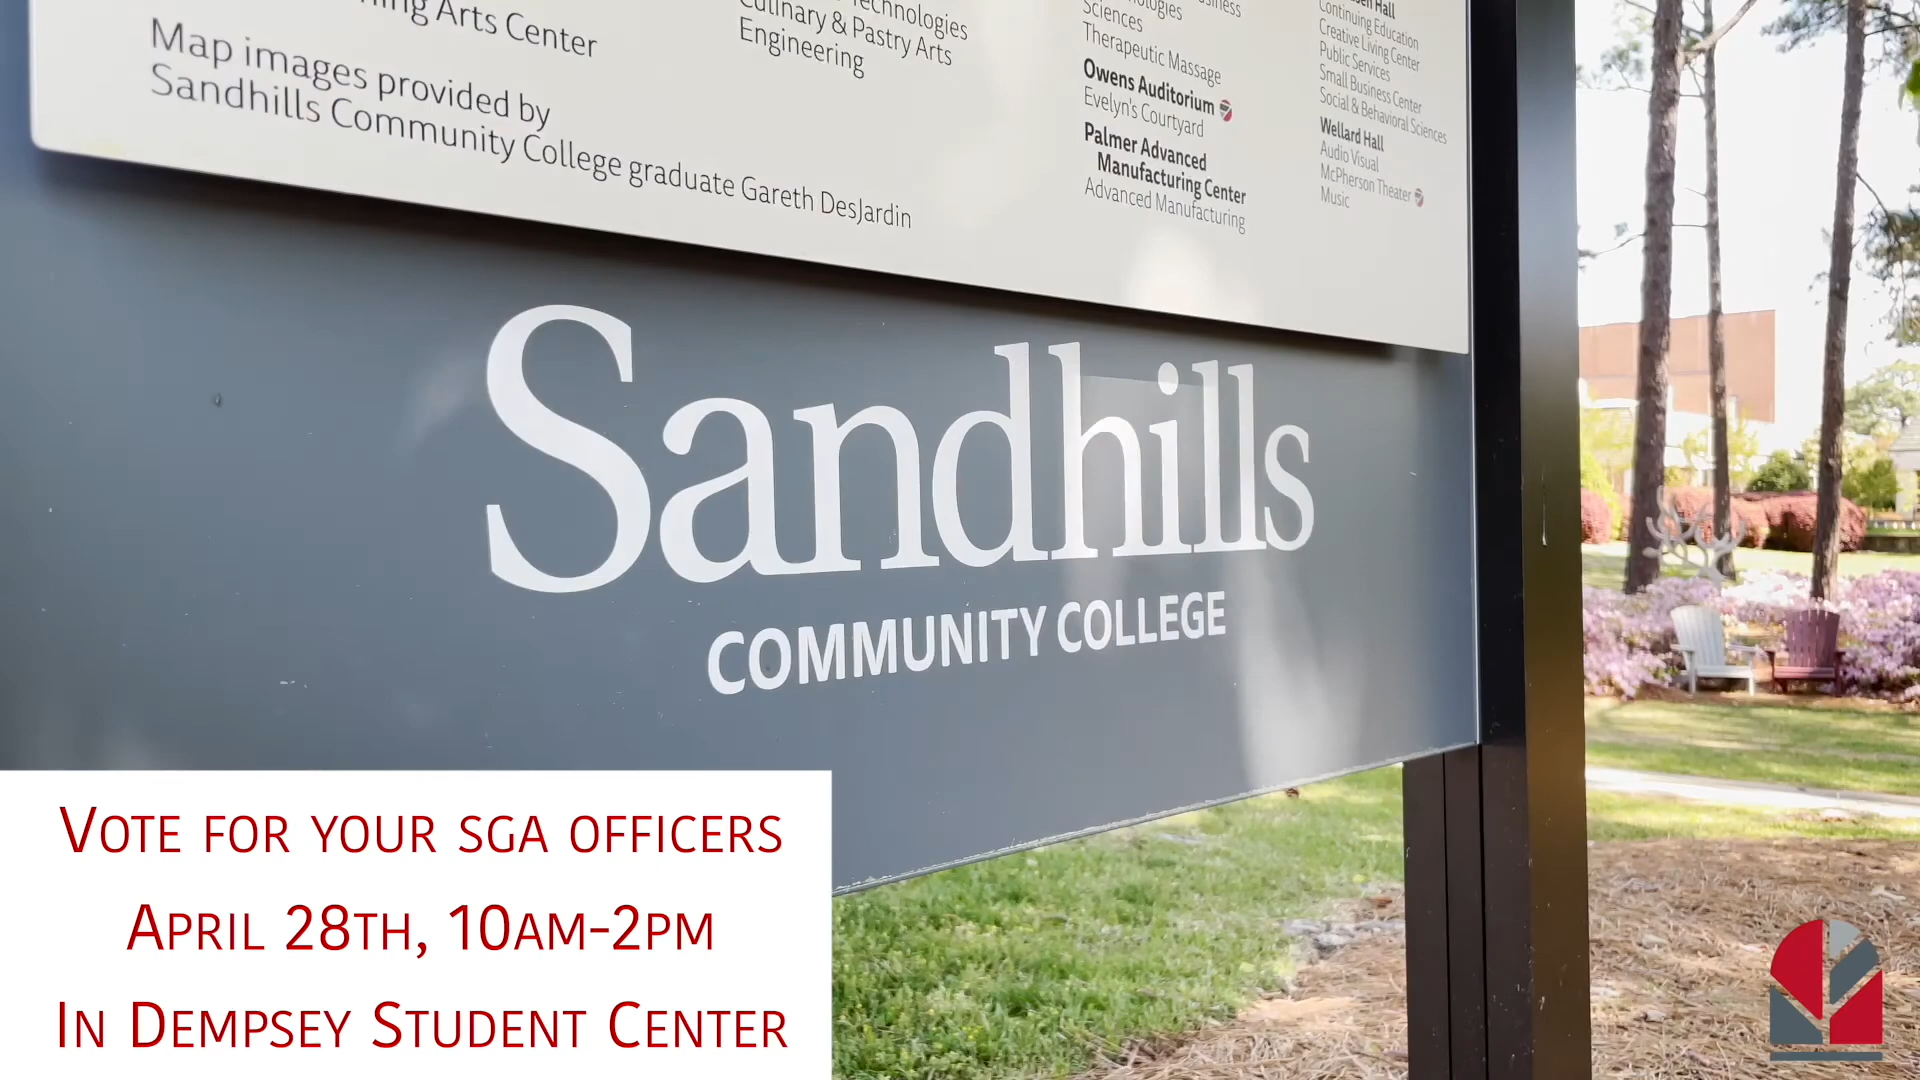 Arts Center
Map images provided by
Sandhills Community College graduate Gareth DesJardin
Technologies
Culinary & Pastry Arts
Engineering
Sciences
Therapeutic Massage
Owens Auditorium
Evelyn's Courtyard
Palmer Advanced
Manufacturing Center
Advanced Manufacturing
Hall
Continuing Education
Creative Living Center
Public Services
Small Business Center
Social & Behavioral Sciences
Wellard Hall
Audio Visual
McPherson Theater
Music
Sandhills
COMMUNITY COLLEGE
VOTE FOR YOUR SGA OFFICERS
APRIL 28TH, 10AM-2PM
IN DEMPSEY STUDENT CENTER